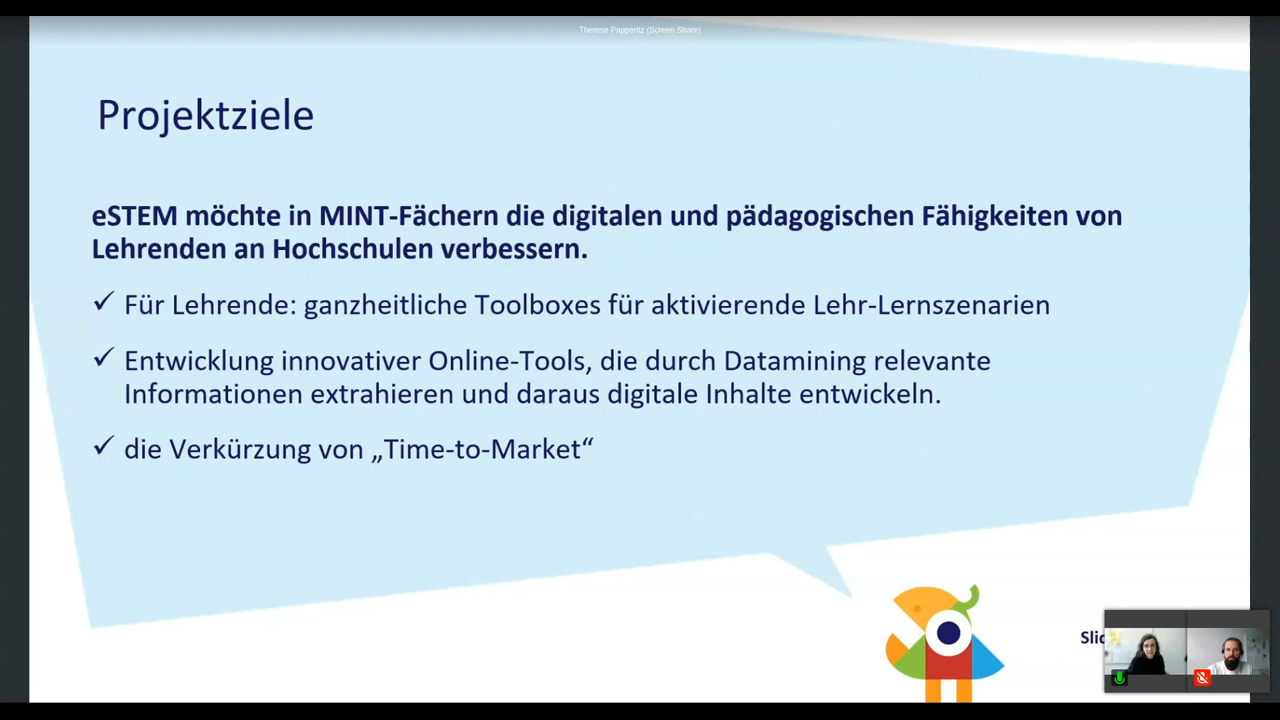 Therese Papperitz (Screen Share)
Projektziele
eSTEM möchte in MINT-Fächern die digitalen und pädagogischen Fähigkeiten von
Lehrenden an Hochschulen verbessern.
✓ Für Lehrende: ganzheitliche Toolboxes für aktivierende Lehr-Lernszenarien
✓ Entwicklung innovativer Online-Tools, die durch Datamining relevante
Informationen extrahieren und daraus digitale Inhalte entwickeln.
✓ die Verkürzung von „Time-to-Market“